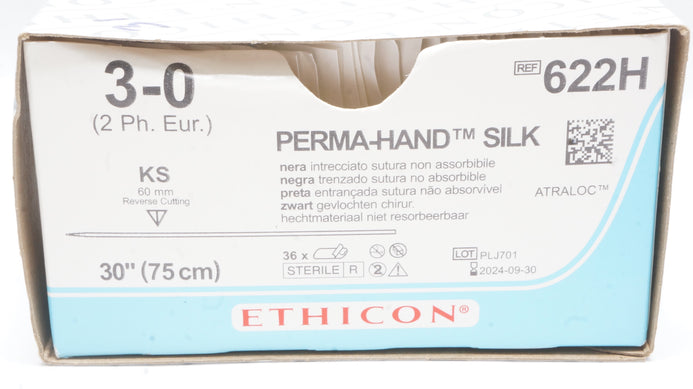 3-0
(2 Ph. Eur.)
REF 622H
PERMA-HAND™ SILK
KS
60 mm
Reverse Cutting
nera intrecciato sutura non assorbibile
negra trenzado sutura no absorbible
preta entrançada sutura não absorvivel
zwart gevlochten chirur.
hechtmateriaal niet resorbeerbaar
ATRALOC™
30" (75 cm)
36 x
STERILE R
2
LOT PLJ701
2024-09-30
ETHICON®